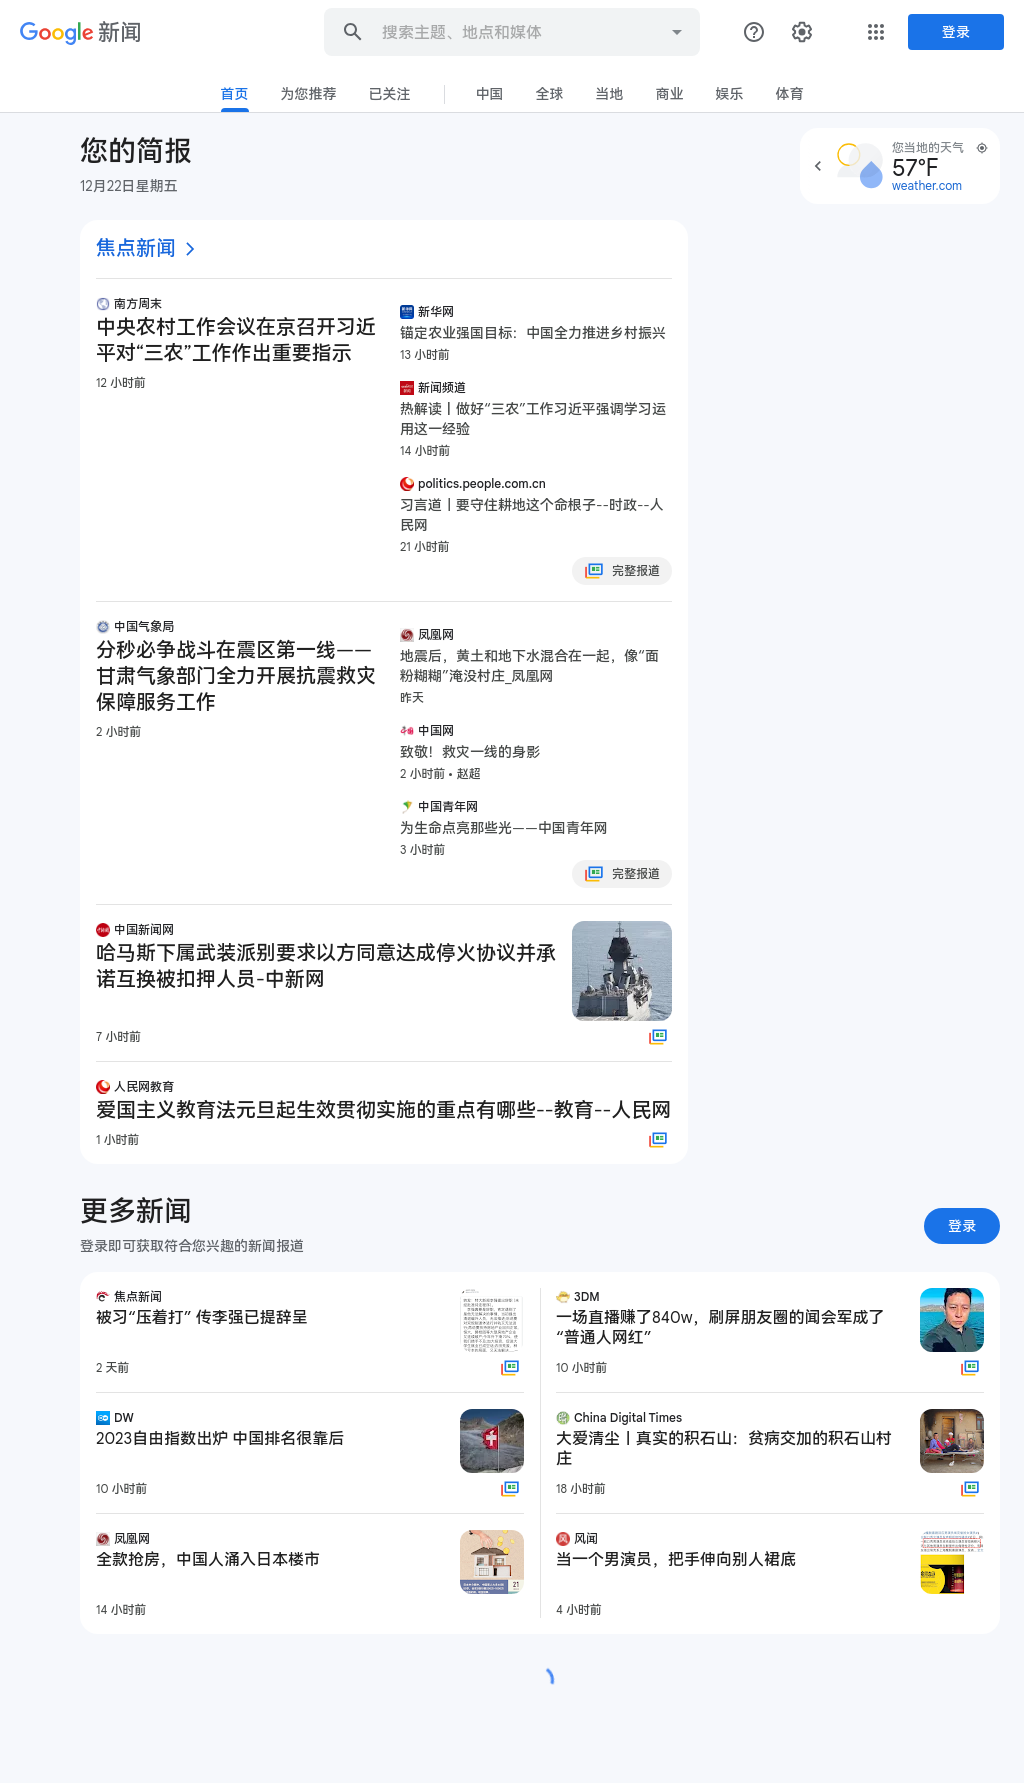 Google 新闻
搜索主题、地点和媒体
登录
首页
为您推荐
已关注
中国
全球
当地
商业
娱乐
体育
您的简报
12月22日星期五
您当地的天气
57°F
weather.com
焦点新闻
南方周末
中央农村工作会议在京召开习近
平对“三农”工作作出重要指示
12 小时前
新华网
锚定农业强国目标：中国全力推进乡村振兴
13 小时前
新闻频道
热解读丨做好“三农”工作习近平强调学习运
用这一经验
14 小时前
politics.people.com.cn
习言道丨要守住耕地这个命根子--时政--人
民网
21 小时前
完整报道
中国气象局
分秒必争战斗在震区第一线——
甘肃气象部门全力开展抗震救灾
保障服务工作
2 小时前
凤凰网
地震后，黄土和地下水混合在一起，像“面
粉糊糊”淹没村庄_凤凰网
昨天
中国网
致敬！救灾一线的身影
2 小时前 • 赵超
中国青年网
为生命点亮那些光——中国青年网
3 小时前
完整报道
中国新闻网
哈马斯下属武装派别要求以方同意达成停火协议并承
诺互换被扣押人员-中新网
7 小时前
人民网教育
爱国主义教育法元旦起生效贯彻实施的重点有哪些--教育--人民网
1 小时前
更多新闻
登录即可获取符合您兴趣的新闻报道
登录
焦点新闻
被习“压着打” 传李强已提辞呈
2 天前
3DM
一场直播赚了840w，刷屏朋友圈的闻会军成了
“普通人网红”
10 小时前
DW
2023自由指数出炉 中国排名很靠后
10 小时前
China Digital Times
大爱清尘丨真实的积石山：贫病交加的积石山村
庄
18 小时前
凤凰网
全款抢房，中国人涌入日本楼市
14 小时前
风闻
当一个男演员，把手伸向别人裙底
4 小时前